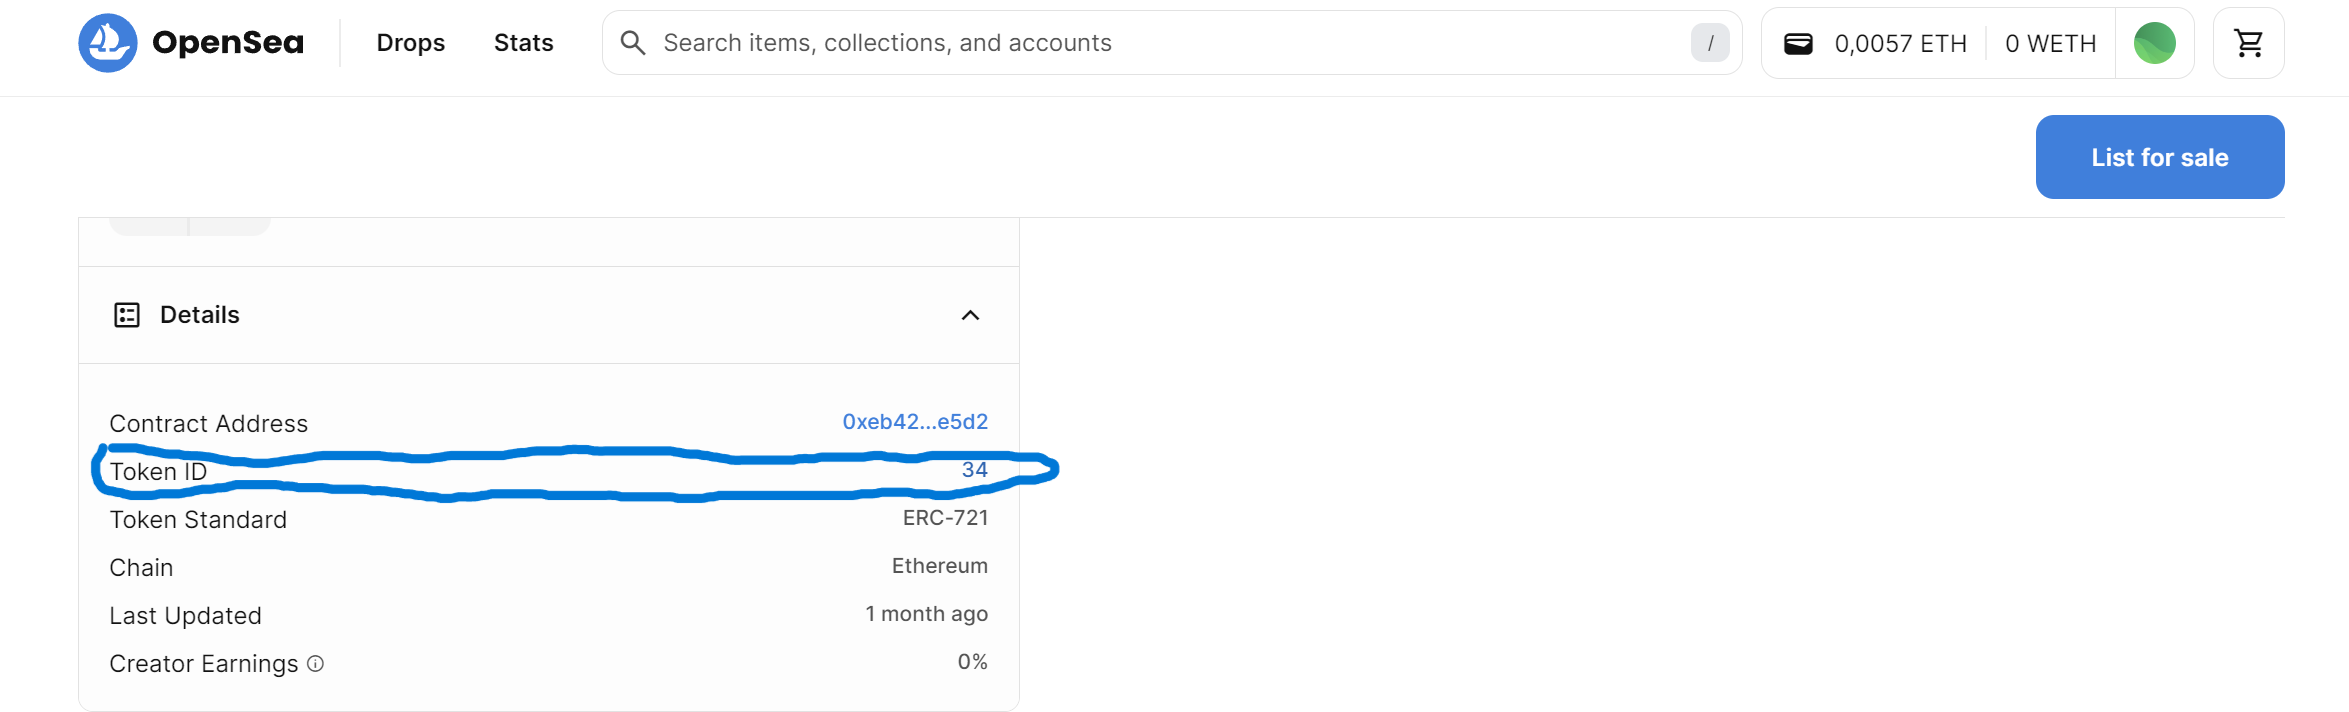 OpenSea
Drops
Stats
Search items, collections, and accounts
/
0,0057 ETH
0 WETH
List for sale
Details
Contract Address 0xeb42...e5d2
Token ID 34
Token Standard ERC-721
Chain Ethereum
Last Updated 1 month ago
Creator Earnings 0%